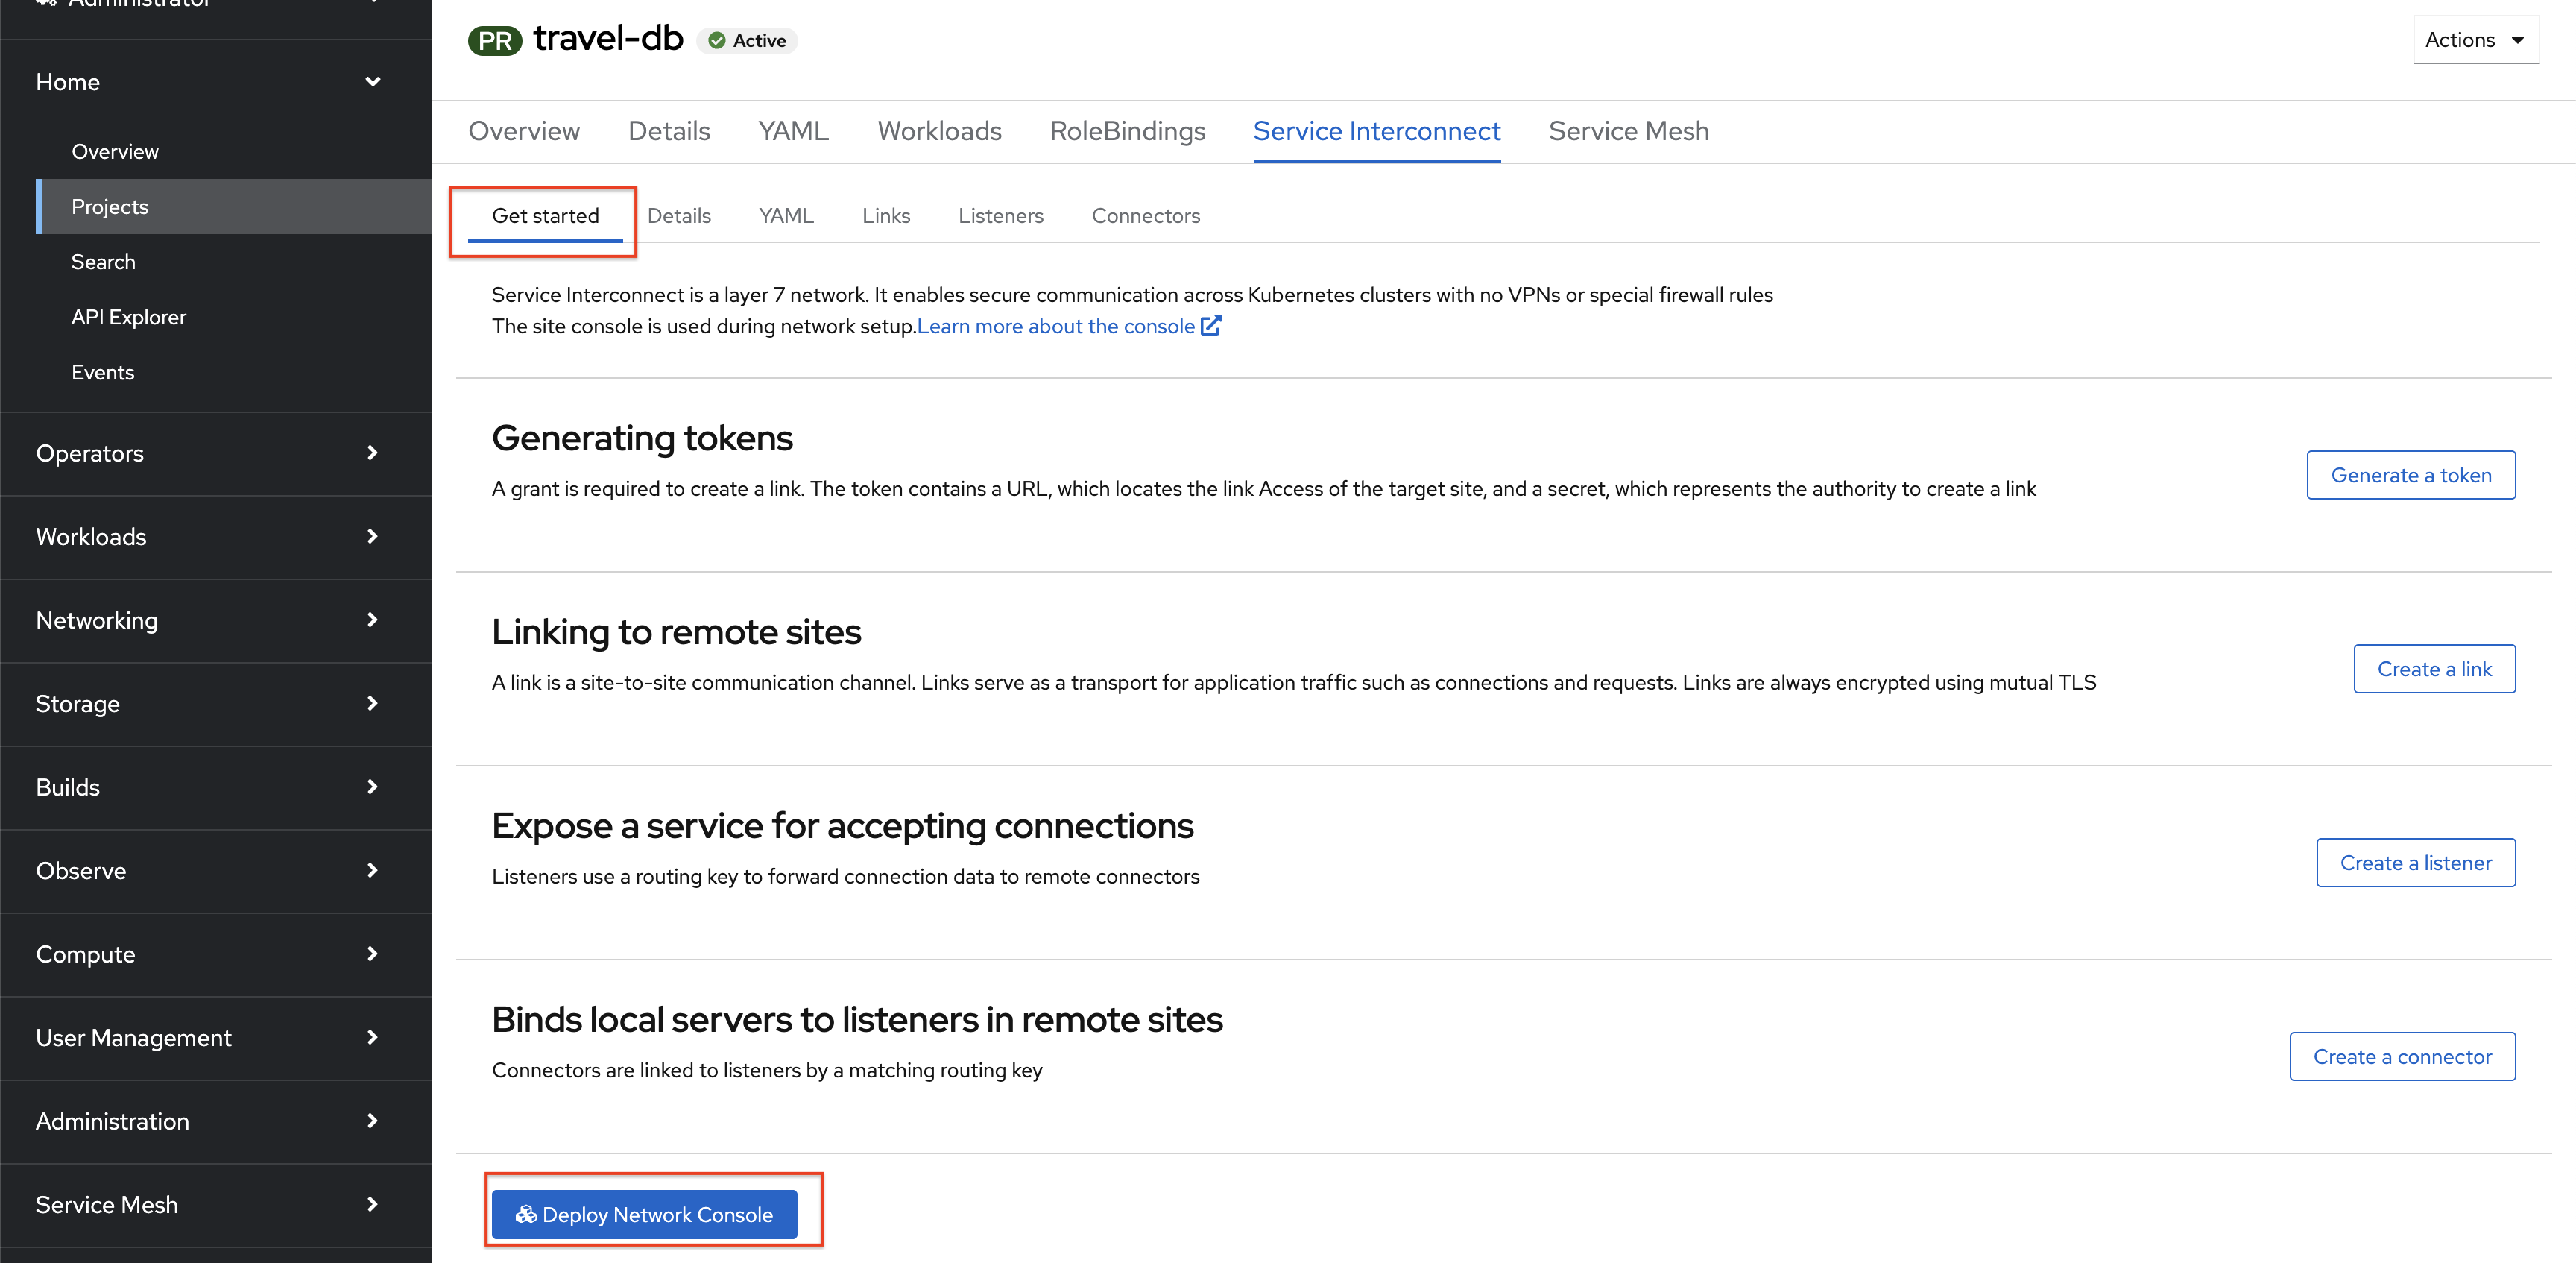 Administrator
Home
Overview
Projects
Search
API Explorer
Events
Operators
Workloads
Networking
Storage
Builds
Observe
Compute
User Management
Administration
Service Mesh
PR travel-db Active
Actions
Overview Details YAML Workloads RoleBindings Service Interconnect Service Mesh
Get started Details YAML Links Listeners Connectors
Service Interconnect is a layer 7 network. It enables secure communication across Kubernetes clusters with no VPNs or special firewall rules
The site console is used during network setup.Learn more about the console
Generating tokens
A grant is required to create a link. The token contains a URL, which locates the link Access of the target site, and a secret, which represents the authority to create a link
Generate a token
Linking to remote sites
A link is a site-to-site communication channel. Links serve as a transport for application traffic such as connections and requests. Links are always encrypted using mutual TLS
Create a link
Expose a service for accepting connections
Listeners use a routing key to forward connection data to remote connectors
Create a listener
Binds local servers to listeners in remote sites
Connectors are linked to listeners by a matching routing key
Create a connector
Deploy Network Console